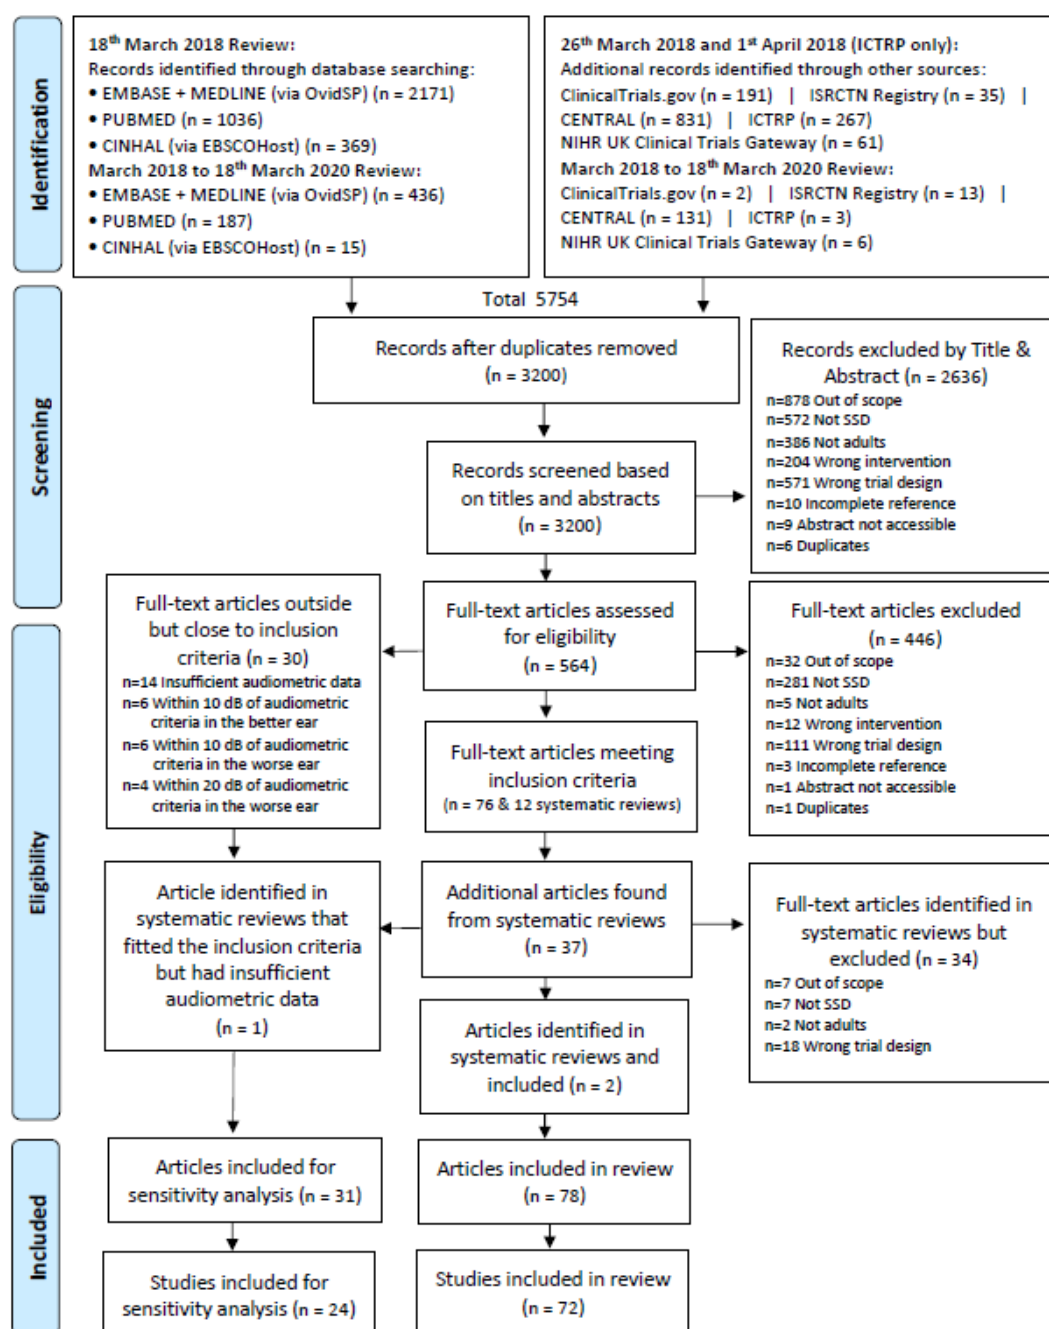 Identification
18th March 2018 Review:
Records identified through database searching:
• EMBASE + MEDLINE (via OvidSP) (n = 2171)
• PUBMED (n = 1036)
• CINHAL (via EBSCOHost) (n = 369)
March 2018 to 18th March 2020 Review:
• EMBASE + MEDLINE (via OvidSP) (n = 436)
• PUBMED (n = 187)
• CINHAL (via EBSCOHost) (n = 15)
26th March 2018 and 1st April 2018 (ICTRP only):
Additional records identified through other sources:
ClinicalTrials.gov (n = 191) | ISRCTN Registry (n = 35) |
CENTRAL (n = 831) | ICTRP (n = 267)
NIHR UK Clinical Trials Gateway (n = 61)
March 2018 to 18th March 2020 Review:
ClinicalTrials.gov (n = 2) | ISRCTN Registry (n = 13) |
CENTRAL (n = 131) | ICTRP (n = 3)
NIHR UK Clinical Trials Gateway (n = 6)
Total 5754
Screening
Records after duplicates removed
(n = 3200)
Records screened based
on titles and abstracts
(n = 3200)
Records excluded by Title &
Abstract (n = 2636)
n=878 Out of scope
n=572 Not SSD
n=386 Not adults
n=204 Wrong intervention
n=571 Wrong trial design
n=10 Incomplete reference
n=9 Abstract not accessible
n=6 Duplicates
Eligibility
Full-text articles outside
but close to inclusion
criteria (n = 30)
n=14 Insufficient audiometric data
n=6 Within 10 dB of audiometric
criteria in the better ear
n=6 Within 10 dB of audiometric
criteria in the worse ear
n=4 Within 20 dB of audiometric
criteria in the worse ear
Full-text articles assessed
for eligibility
(n = 564)
Full-text articles excluded
(n = 446)
n=32 Out of scope
n=281 Not SSD
n=5 Not adults
n=12 Wrong intervention
n=111 Wrong trial design
n=3 Incomplete reference
n=1 Abstract not accessible
n=1 Duplicates
Full-text articles meeting
inclusion criteria
(n = 76 & 12 systematic reviews)
Article identified in
systematic reviews that
fitted the inclusion criteria
but had insufficient
audiometric data
(n = 1)
Additional articles found
from systematic reviews
(n = 37)
Full-text articles identified in
systematic reviews but
excluded (n = 34)
n=7 Out of scope
n=7 Not SSD
n=2 Not adults
n=18 Wrong trial design
Articles identified in
systematic reviews and
included (n = 2)
Included
Articles included for
sensitivity analysis (n = 31)
Articles included in review
(n = 78)
Studies included for
sensitivity analysis (n = 24)
Studies included in review
(n = 72)